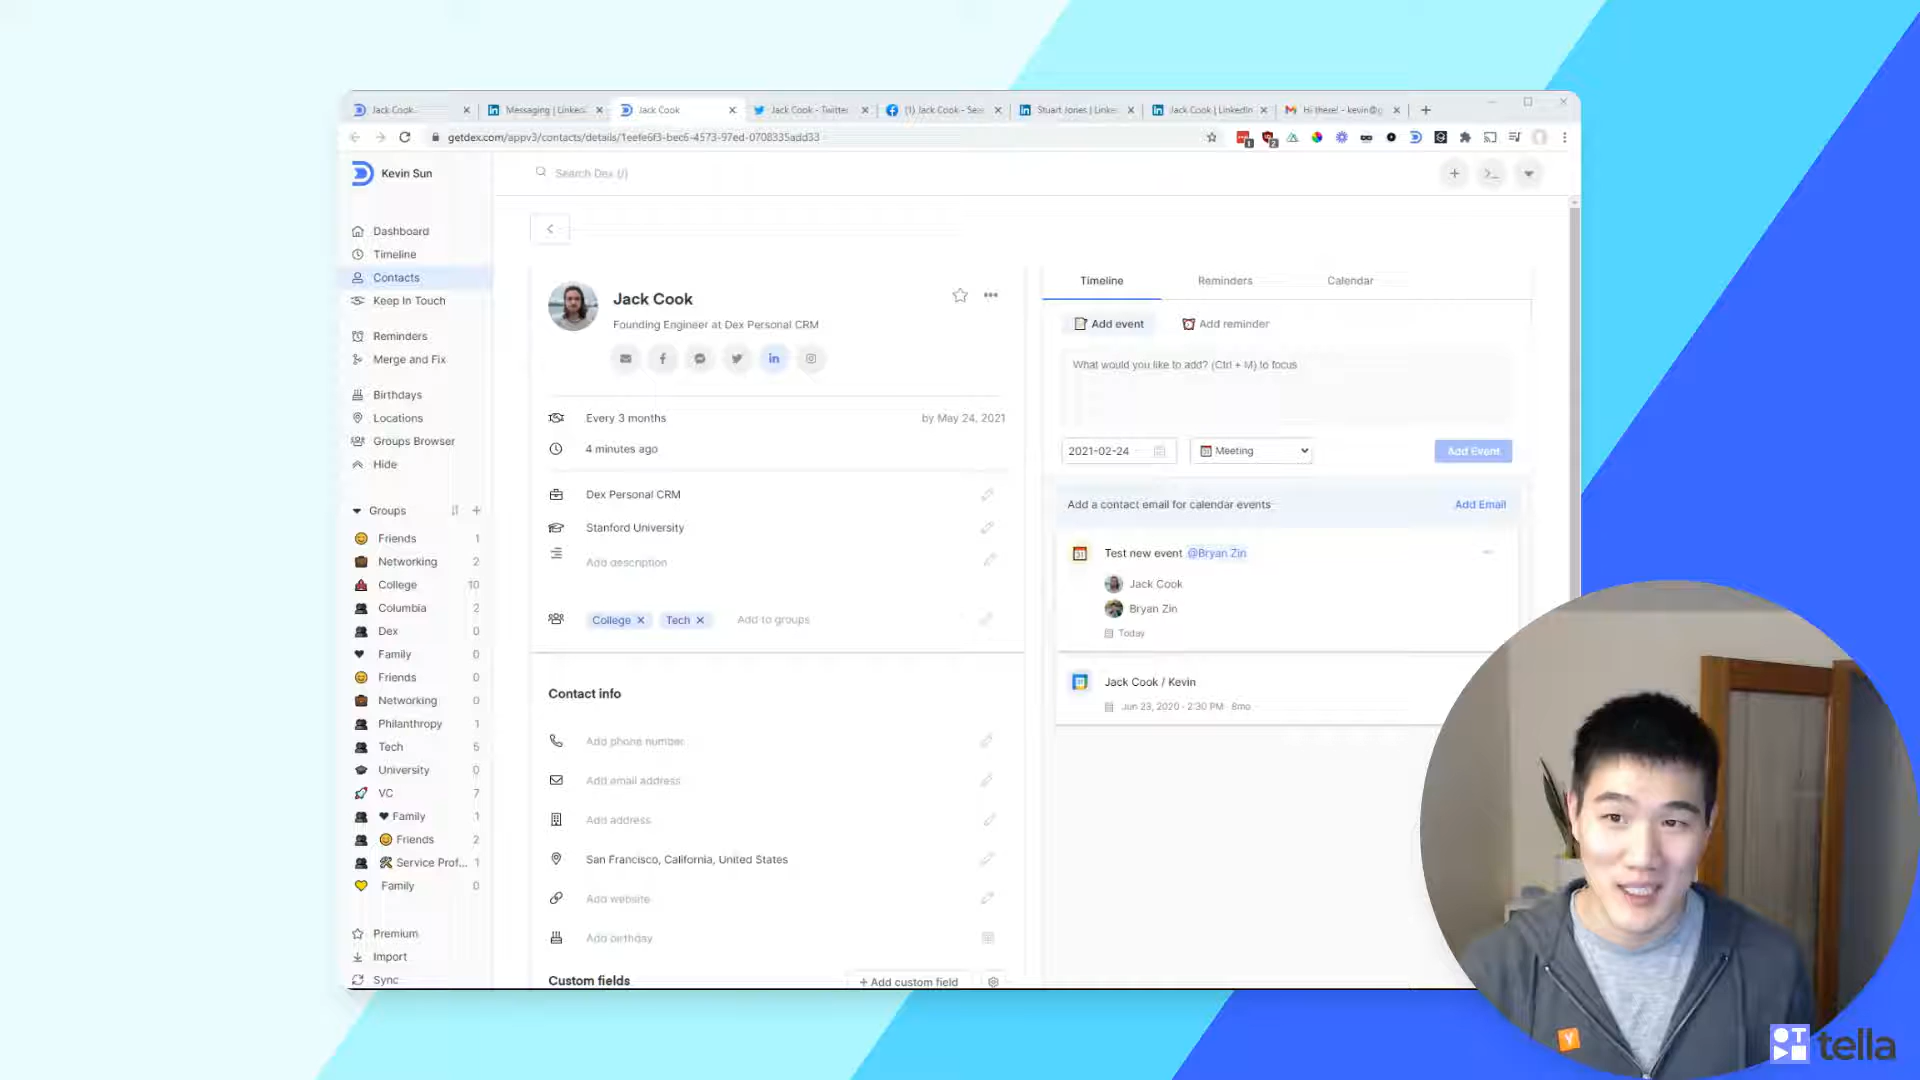 Jack Cook
Messaging | Linked
Jack Cook
Jack Cook - Twitter
(1) Jack Cook - Sea
Stuart Jones | Linke
Jack Cook | LinkedIn
Hi there! - kevin@g
getdex.com/appv3/contacts/details/1eefe6f3-bec6-4573-97ed-0708335add33
Kevin Sun
Search Dex (/)
Dashboard
Timeline
Contacts
Keep In Touch
Reminders
Merge and Fix
Birthdays
Locations
Groups Browser
Hide
Groups
Friends 1
Networking 2
College 10
Columbia 2
Dex 0
Family 0
Friends 0
Networking 0
Philanthropy 1
Tech 5
University 0
VC 7
Family 1
Friends 2
Service Prof... 1
Family 0
Premium
Import
Sync
Jack Cook
Founding Engineer at Dex Personal CRM
Every 3 months by May 24, 2021
4 minutes ago
Dex Personal CRM
Stanford University
Add description
College Tech Add to groups
Contact info
Add phone number
Add email address
Add address
San Francisco, California, United States
Add website
Add birthday
Custom fields + Add custom field
Timeline Reminders Calendar
Add event Add reminder
What would you like to add? (Ctrl + M) to focus
2021-02-24 Meeting Add Event
Add a contact email for calendar events Add Email
Test new event @Bryan Zin
Jack Cook
Bryan Zin
Today
Jack Cook / Kevin
Jun 23, 2020 · 2:30 PM · 8mo
Y
tella